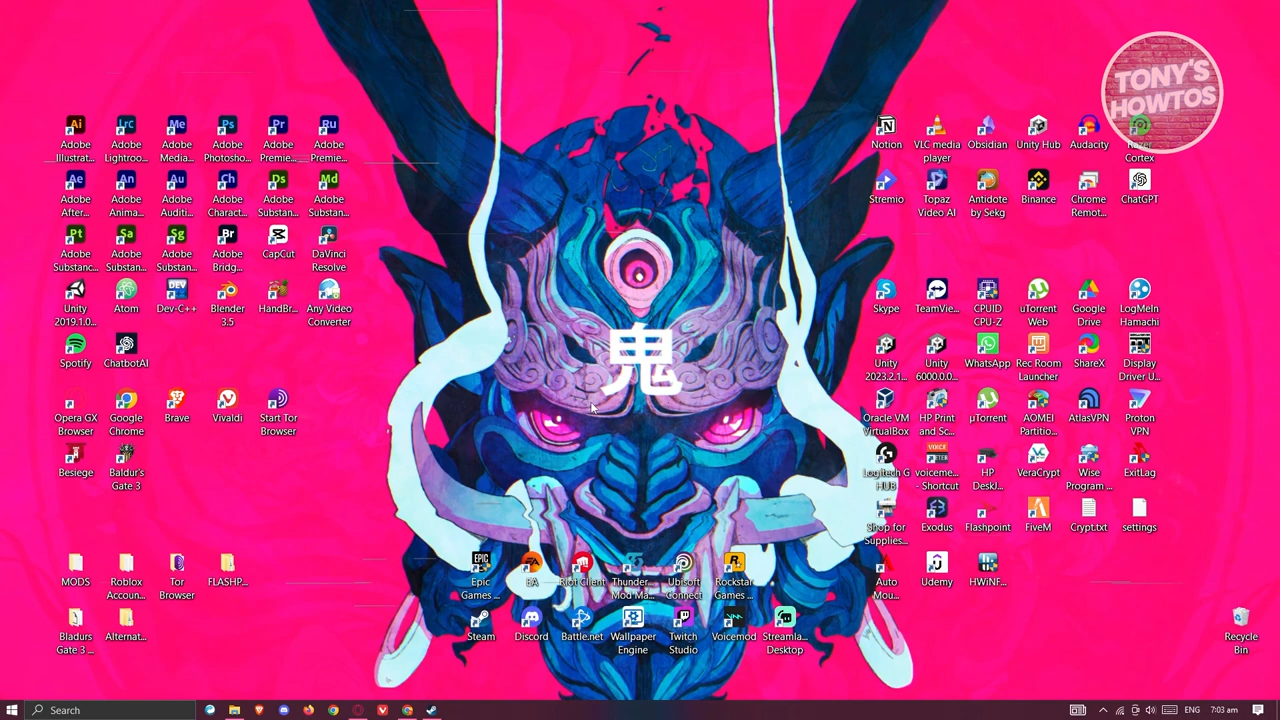 TONY'S
HOWTOS
Adobe Illustrat...
Adobe Lightroo...
Adobe Media...
Adobe Photosho...
Adobe Premie...
Adobe Premie...
Notion
VLC media player
Obsidian
Unity Hub
Audacity
Razer Cortex
Adobe After...
Adobe Anima...
Adobe Auditi...
Adobe Charact...
Adobe Substan...
Adobe Substan...
Stremio
Topaz Video AI
Antidote by Sekg
Binance
Chrome Remot...
ChatGPT
Adobe Substanc...
Adobe Substan...
Adobe Substan...
Adobe Bridg...
CapCut
DaVinci Resolve
Unity 2019.1.0...
Atom
Dev-C++
Blender 3.5
HandBr...
Any Video Converter
Skype
TeamVie...
CPUID CPU-Z
uTorrent Web
Google Drive
LogMeIn Hamachi
鬼
Spotify
ChatbotAI
Unity 2023.2.1...
Unity 6000.0.0...
WhatsApp
Rec Room Launcher
ShareX
Display Driver U...
Opera GX Browser
Google Chrome
Brave
Vivaldi
Start Tor Browser
Oracle VM VirtualBox
HP Print and Sc...
µTorrent
AOMEI Partitio...
AtlasVPN
Proton VPN
Besiege
Baldur's Gate 3
Logitech G HUB
voiceme... - Shortcut
HP DeskJ...
VeraCrypt
Wise Program ...
ExitLag
Shop for Supplies...
Exodus
Flashpoint
FiveM
Crypt.txt
settings
MODS
Roblox Accoun...
Tor Browser
FLASHP...
Epic Games ...
EA
Riot Client
Thunder... Mod Ma...
Ubisoft Connect
Rockstar Games ...
Auto Mou...
Udemy
HWiNF...
Bladurs Gate 3 ...
Alternat...
Steam
Discord
Battle.net
Wallpaper Engine
Twitch Studio
Voicemod
Streamla... Desktop
Recycle Bin
Search
ENG
7:03 am